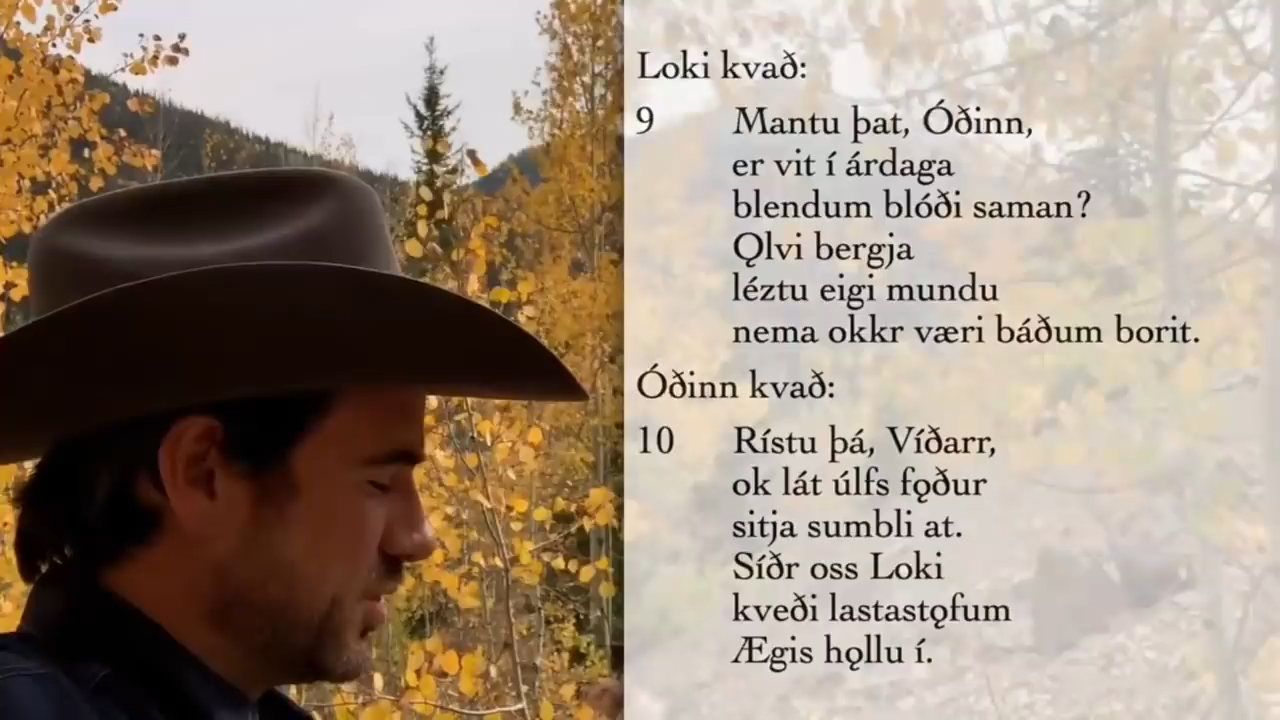 Loki kvað:
9 Mantu þat, Óðinn,
er vit í árdaga
blendum blóði saman?
Ǫlvi bergja
léztu eigi mundu
nema okkr væri báðum borit.
Óðinn kvað:
10 Rístu þá, Víðarr,
ok lát úlfs fǫður
sitja sumbli at.
Síðr oss Loki
kveði lastastǫfum
Ægis hǫllu í.